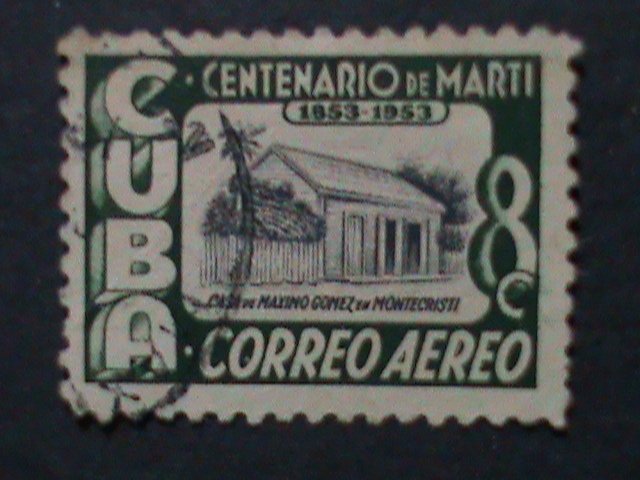 CUBA
CENTENARIO DE MARTI
1853-1953
8c
CASA DE MAXIMO GOMEZ EN MONTECRISTI
CORREO AEREO